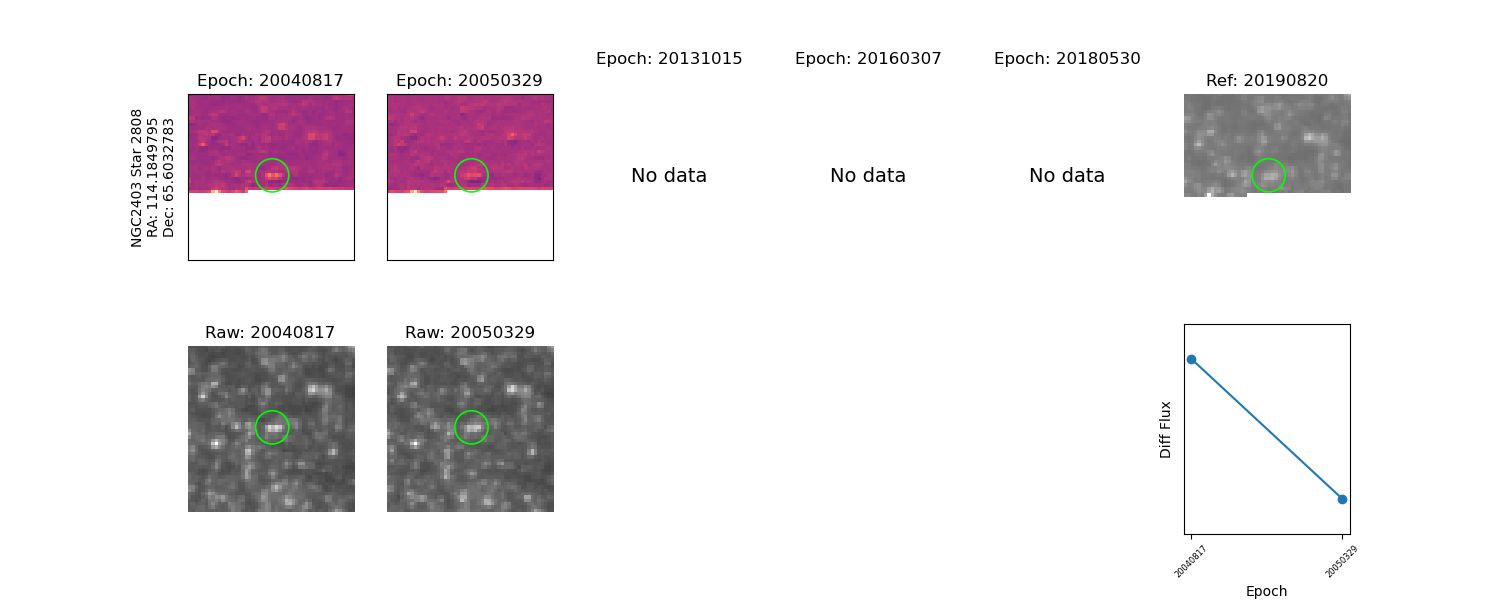 Epoch: 20040817
Epoch: 20050329
Epoch: 20131015
Epoch: 20160307
Epoch: 20180530
Ref: 20190820
NGC2403 Star 2808
RA: 114.1849795
Dec: 65.6032783
No data
No data
No data
Raw: 20040817
Raw: 20050329
Diff Flux
20040817
20050329
Epoch